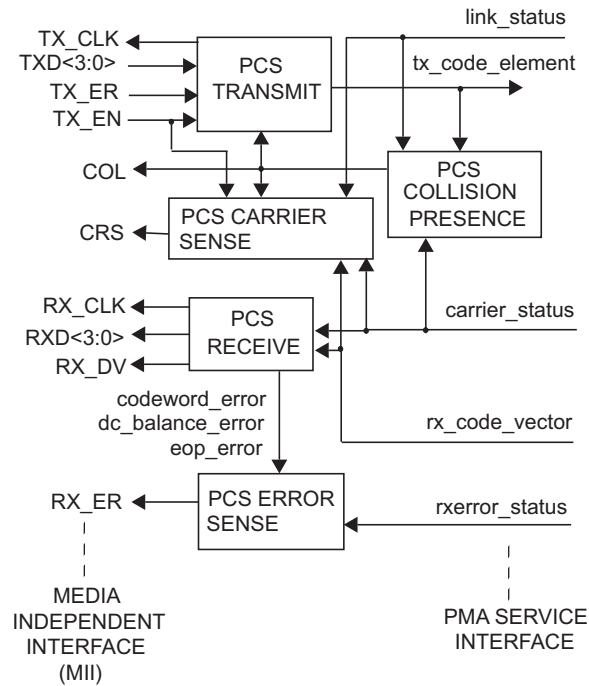 link_status
TX_CLK
TXD<3:0>
TX_ER
TX_EN
PCS
TRANSMIT
tx_code_element
COL
PCS
COLLISION
PRESENCE
PCS CARRIER
SENSE
CRS
RX_CLK
RXD<3:0>
RX_DV
PCS
RECEIVE
carrier_status
codeword_error
dc_balance_error
eop_error
rx_code_vector
RX_ER
PCS ERROR
SENSE
rxerror_status
MEDIA
INDEPENDENT
INTERFACE
(MII)
PMA SERVICE
INTERFACE